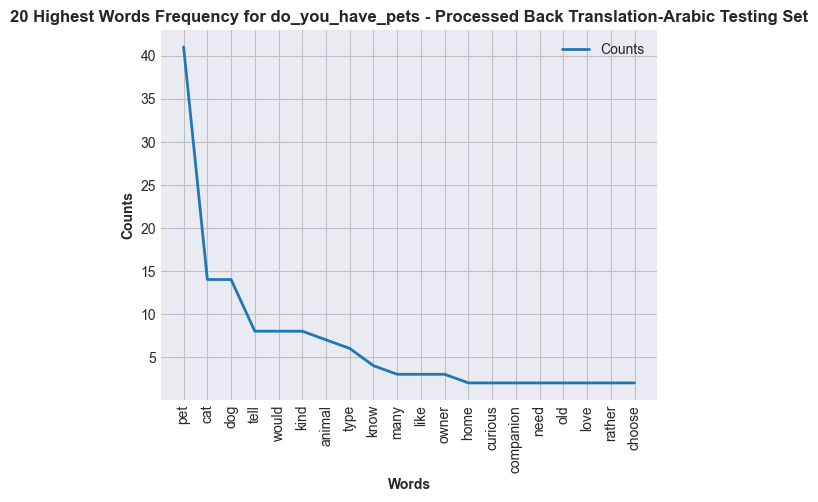 20 Highest Words Frequency for do_you_have_pets - Processed Back Translation-Arabic Testing Set
Counts
40
35
30
25
20
15
10
5
Counts
pet
cat
dog
tell
would
kind
animal
type
know
many
like
owner
home
curious
companion
need
old
love
rather
choose
Words